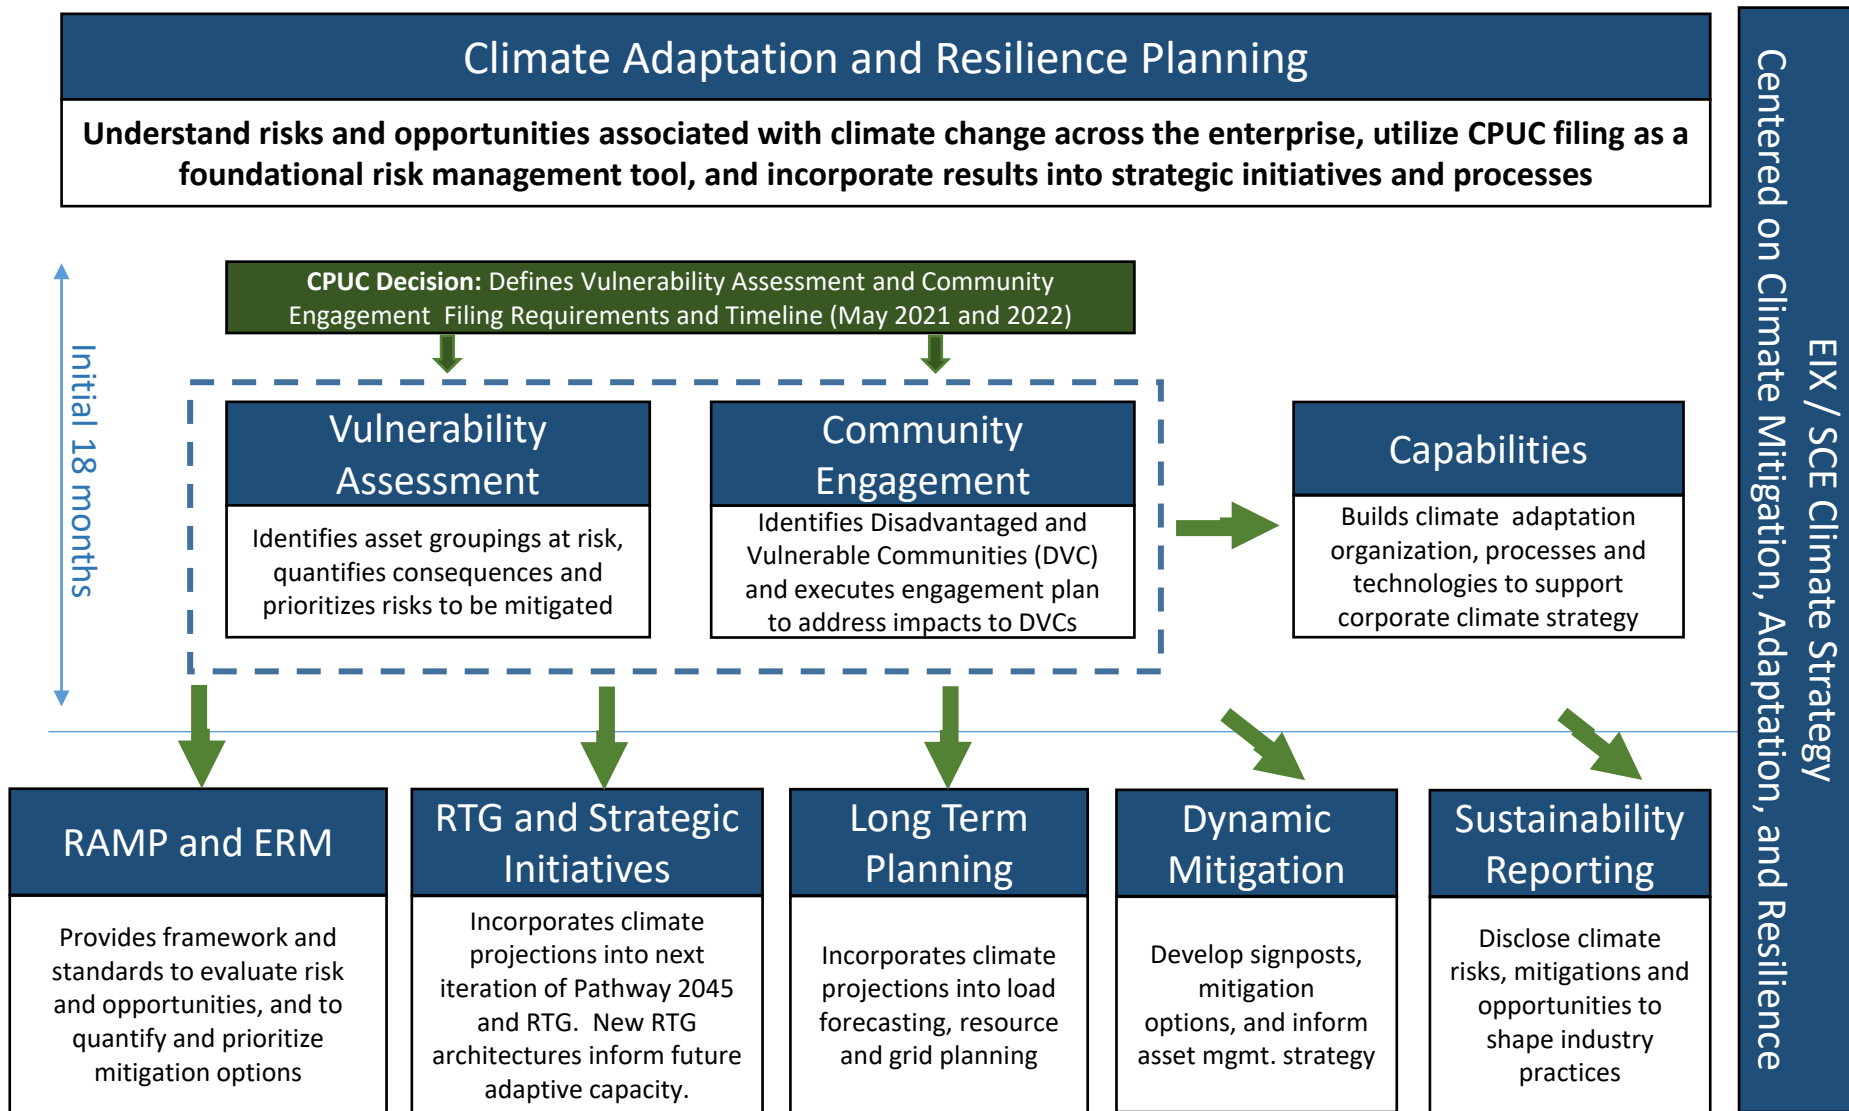 Climate Adaptation and Resilience Planning
Understand risks and opportunities associated with climate change across the enterprise, utilize CPUC filing as a
foundational risk management tool, and incorporate results into strategic initiatives and processes
CPUC Decision: Defines Vulnerability Assessment and Community
Engagement  Filing Requirements and Timeline (May 2021 and 2022)
Initial 18 months
Vulnerability
Assessment
Identifies asset groupings at risk,
quantifies consequences and
prioritizes risks to be mitigated
Community
Engagement
Identifies Disadvantaged and
Vulnerable Communities (DVC)
and executes engagement plan
to address impacts to DVCs
Capabilities
Builds climate  adaptation
organization, processes and
technologies to support
corporate climate strategy
RAMP and ERM
Provides framework and
standards to evaluate risk
and opportunities, and to
quantify and prioritize
mitigation options
RTG and Strategic
Initiatives
Incorporates climate
projections into next
iteration of Pathway 2045
and RTG.  New RTG
architectures inform future
adaptive capacity.
Long Term
Planning
Incorporates climate
projections into load
forecasting, resource
and grid planning
Dynamic
Mitigation
Develop signposts,
mitigation
options, and inform
asset mgmt. strategy
Sustainability
Reporting
Disclose climate
risks, mitigations and
opportunities to
shape industry
practices
EIX / SCE Climate Strategy
Centered on Climate Mitigation, Adaptation, and Resilience